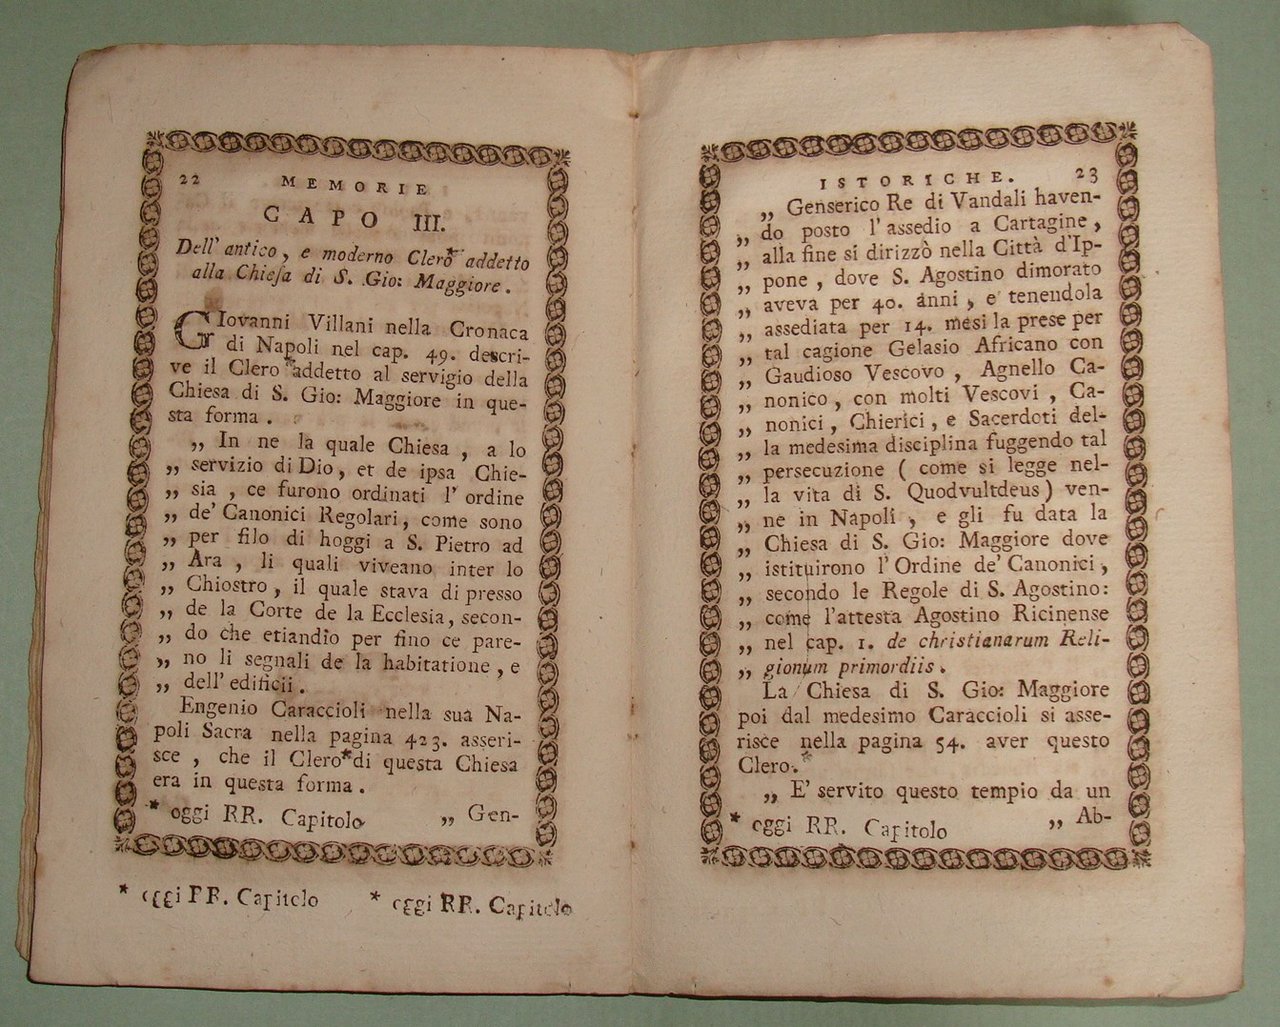 22 MEMORIE
CAPO III.
Dell' antico, e moderno Clero* addetto
alla Chiesa di S. Gio: Maggiore.
GIovanni Villani nella Cronaca
di Napoli nel cap. 49. descri-
ve il Clero* addetto al servigio della
Chiesa di S. Gio: Maggiore in que-
sta forma.
„ In ne la quale Chiesa, a lo
„ servizio di Dio, et de ipsa Chie-
„ sia, ce furono ordinati l' ordine
„ de' Canonici Regolari, come sono
„ per filo di hoggi a S. Pietro ad
„ Ara, li quali viveano inter lo
„ Chiostro, il quale stava di presso
„ de la Corte de la Ecclesia, secon-
„ do che etiandio per fino ce pare-
„ no li segnali de la habitatione, e
„ dell' edificii.
Engenio Caraccioli nella sua Na-
poli Sacra nella pagina 423. asseri-
sce, che il Clero* di questa Chiesa
era in questa forma.
* oggi RR. Capitolo „ Gen-
* oggi RR. Capitolo * oggi RR. Capitolo
ISTORICHE. 23
„ Genserico Re di Vandali haven-
„ do posto l'assedio a Cartagine,
„ alla fine si dirizzò nella Città d'Ip-
„ pone, dove S. Agostino dimorato
„ aveva per 40. anni, e tenendola
„ assediata per 14. mesi la prese per
„ tal cagione Gelasio Africano con
„ Gaudioso Vescovo, Agnello Ca-
„ nonico, con molti Vescovi, Ca-
„ nonici, Chierici, e Sacerdoti del-
„ la medesima disciplina fuggendo tal
„ persecuzione (come si legge nel-
„ la vita di S. Quodvultdeus) ven-
„ ne in Napoli, e gli fu data la
„ Chiesa di S. Gio: Maggiore dove
„ istituirono l'Ordine de' Canonici,
„ secondo le Regole di S. Agostino:
„ come l'attesta Agostino Ricinense
„ nel cap. 1. de christianarum Reli-
„ gionum primordiis.
La Chiesa di S. Gio: Maggiore
poi dal medesimo Caraccioli si asse-
risce nella pagina 54. aver questo
Clero.*
„ E' servito questo tempio da un
* oggi RR. Capitolo „ Ab-